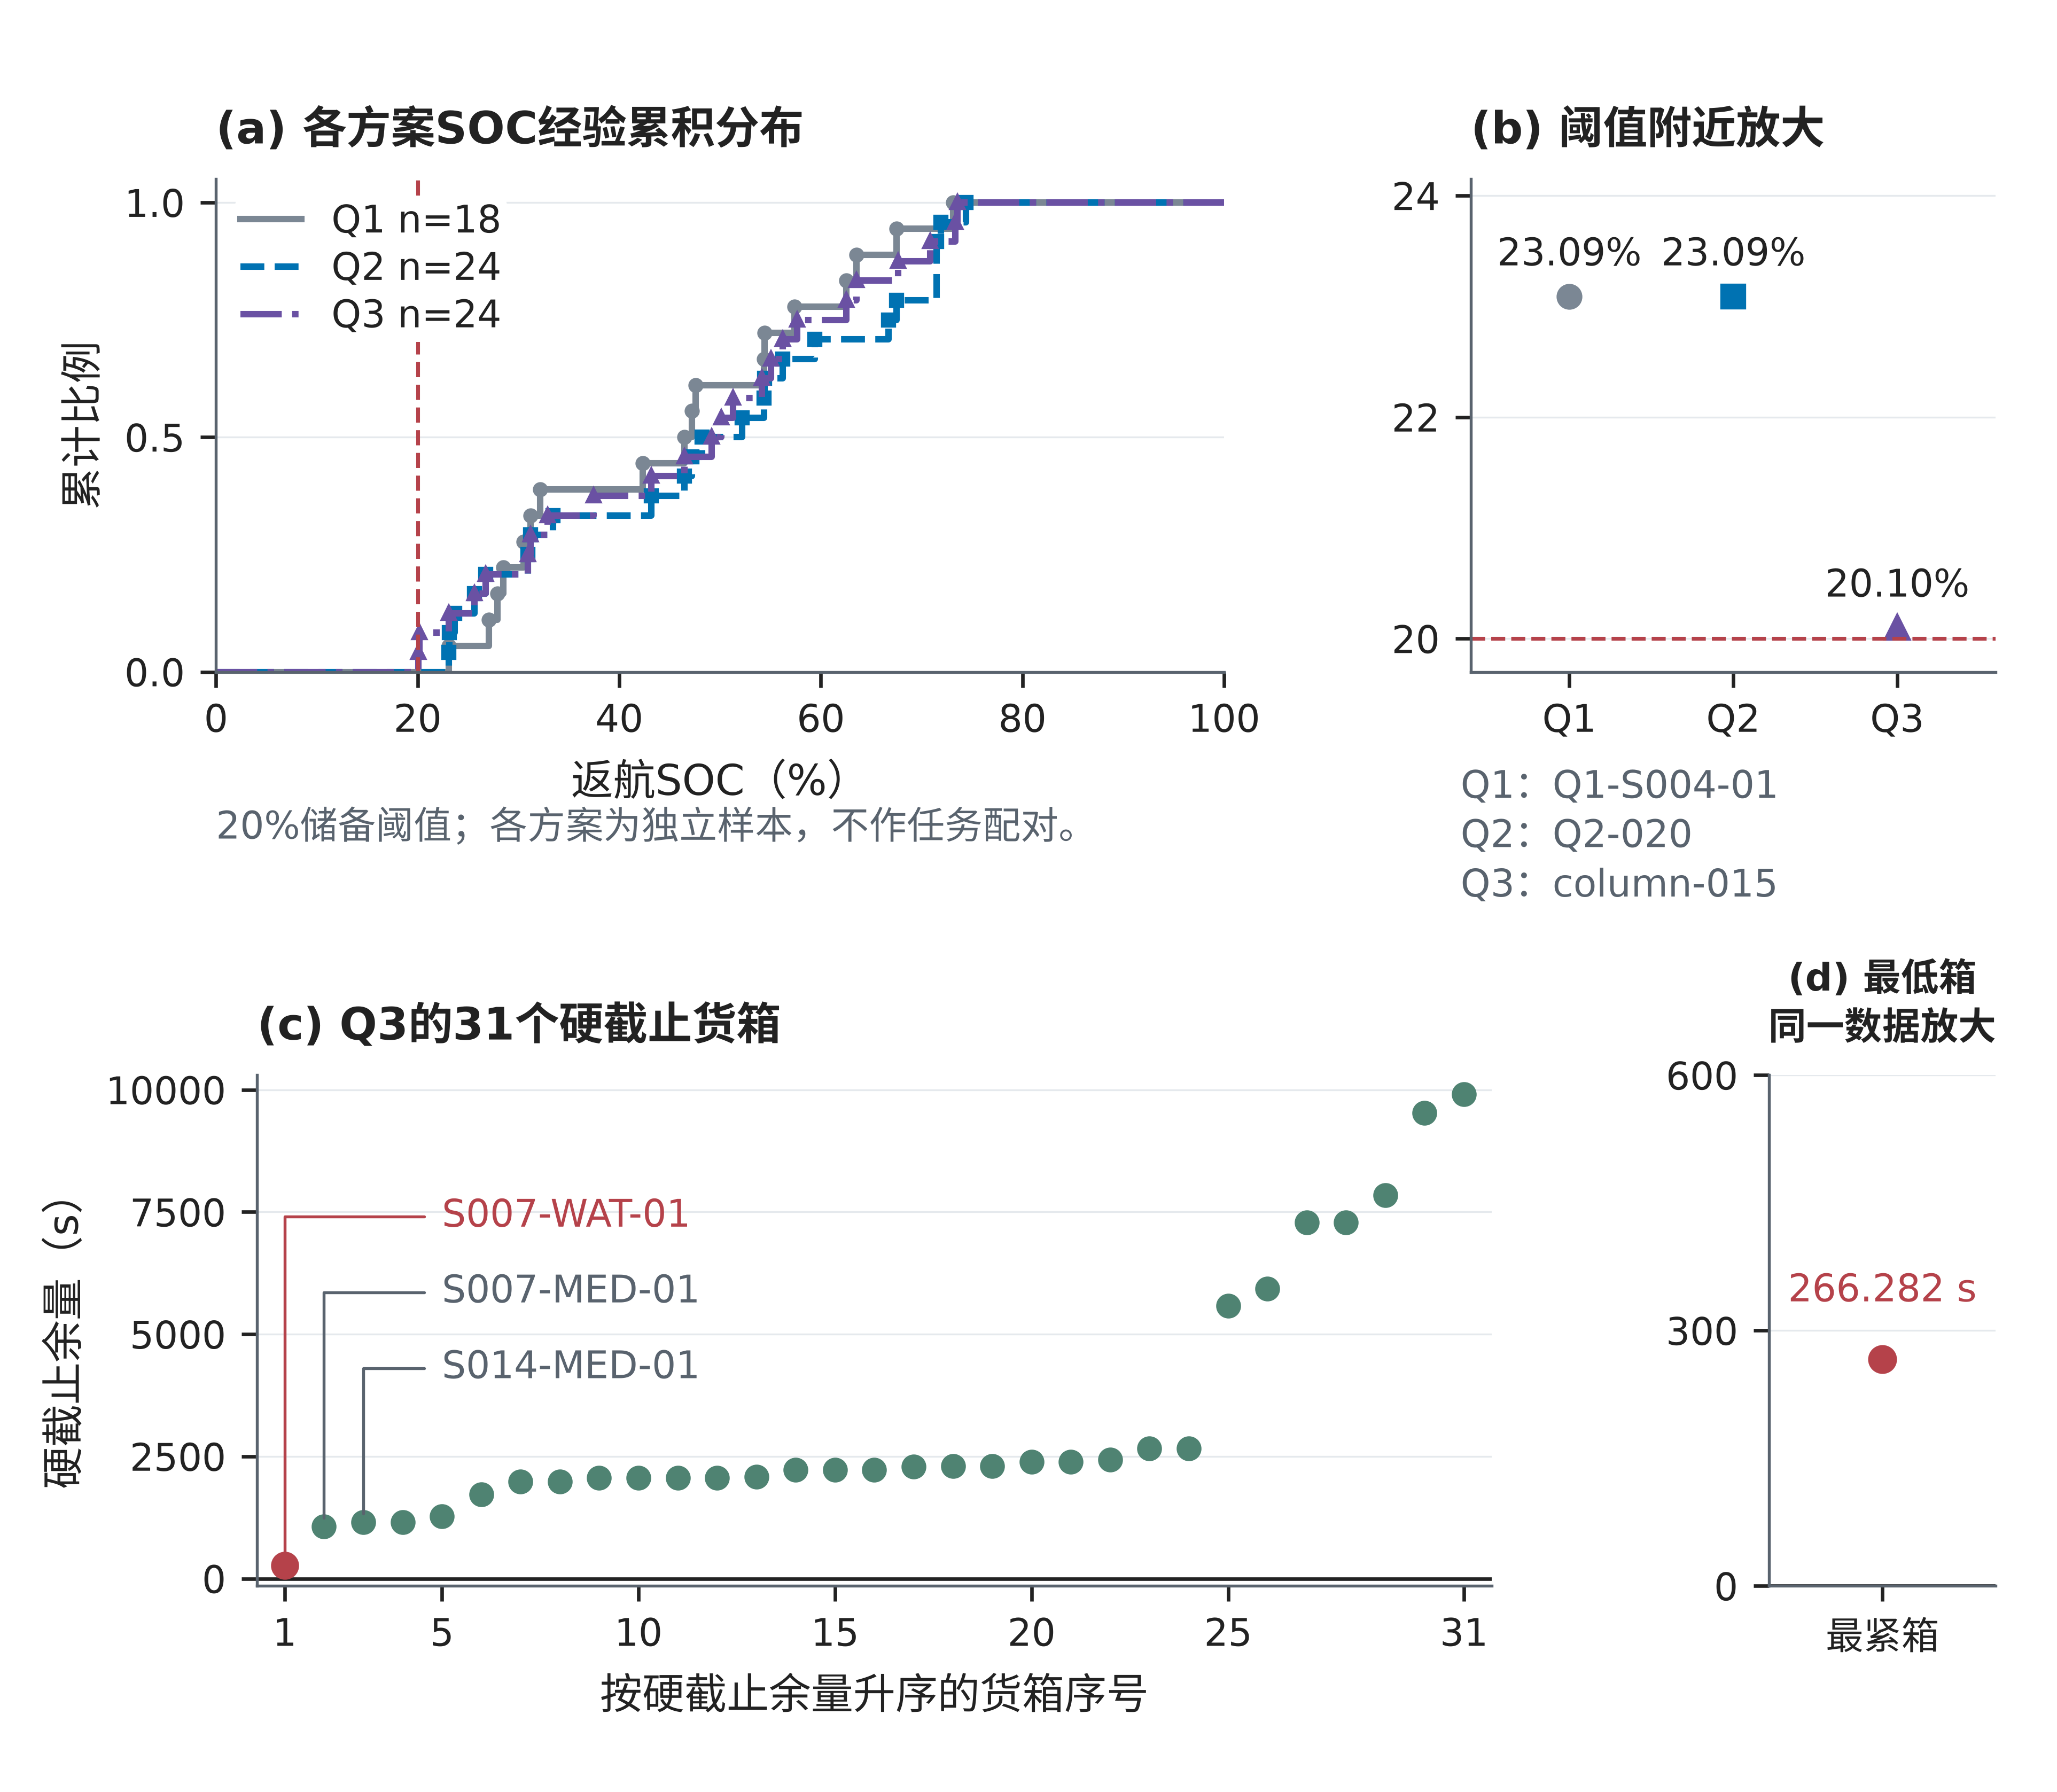 (a) 各方案SOC经验累积分布
1.0
0.5
0.0
累计比例
Q1 n=18
Q2 n=24
Q3 n=24
0 20 40 60 80 100
返航SOC（%）
20%储备阈值；各方案为独立样本，不作任务配对。
(b) 阈值附近放大
24
22
20
23.09% 23.09%
20.10%
Q1 Q2 Q3
Q1：Q1-S004-01
Q2：Q2-020
Q3：column-015
(c) Q3的31个硬截止货箱
10000
7500
5000
2500
0
硬截止余量（s）
S007-WAT-01
S007-MED-01
S014-MED-01
1 5 10 15 20 25 31
按硬截止余量升序的货箱序号
(d) 最低箱
同一数据放大
600
300
0
266.282 s
最紧箱